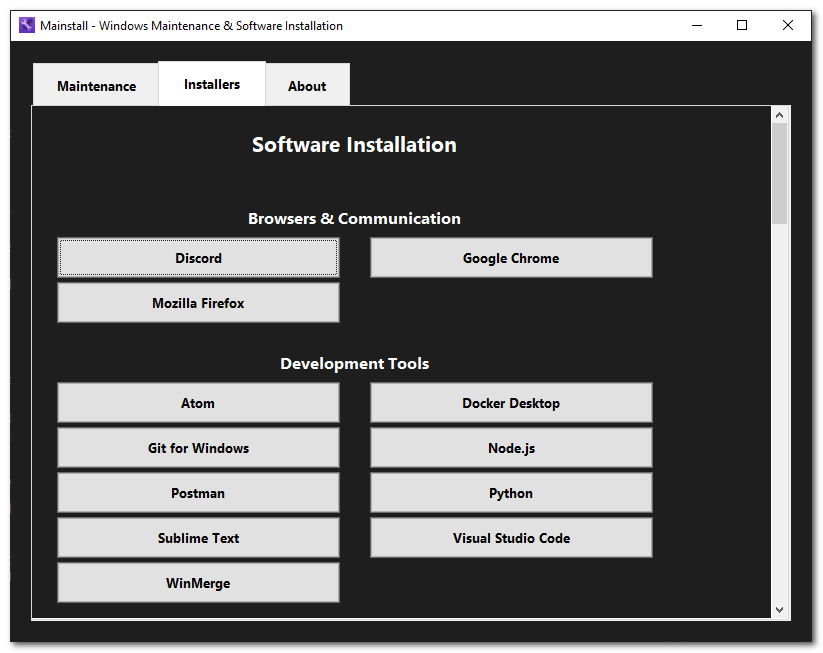 Mainstall - Windows Maintenance & Software Installation
Maintenance Installers About
Software Installation
Browsers & Communication
Discord Google Chrome
Mozilla Firefox
Development Tools
Atom Docker Desktop
Git for Windows Node.js
Postman Python
Sublime Text Visual Studio Code
WinMerge